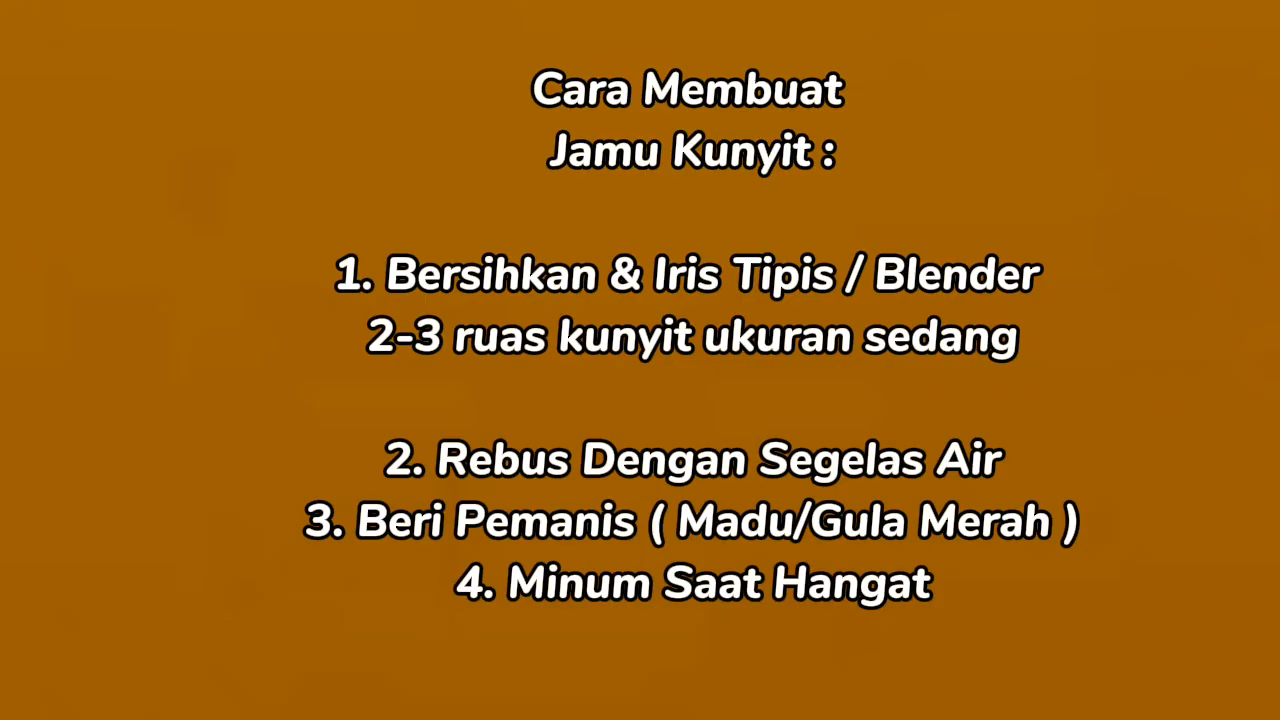 Cara Membuat
Jamu Kunyit :
1. Bersihkan & Iris Tipis / Blender
2-3 ruas kunyit ukuran sedang
2. Rebus Dengan Segelas Air
3. Beri Pemanis ( Madu/Gula Merah )
4. Minum Saat Hangat